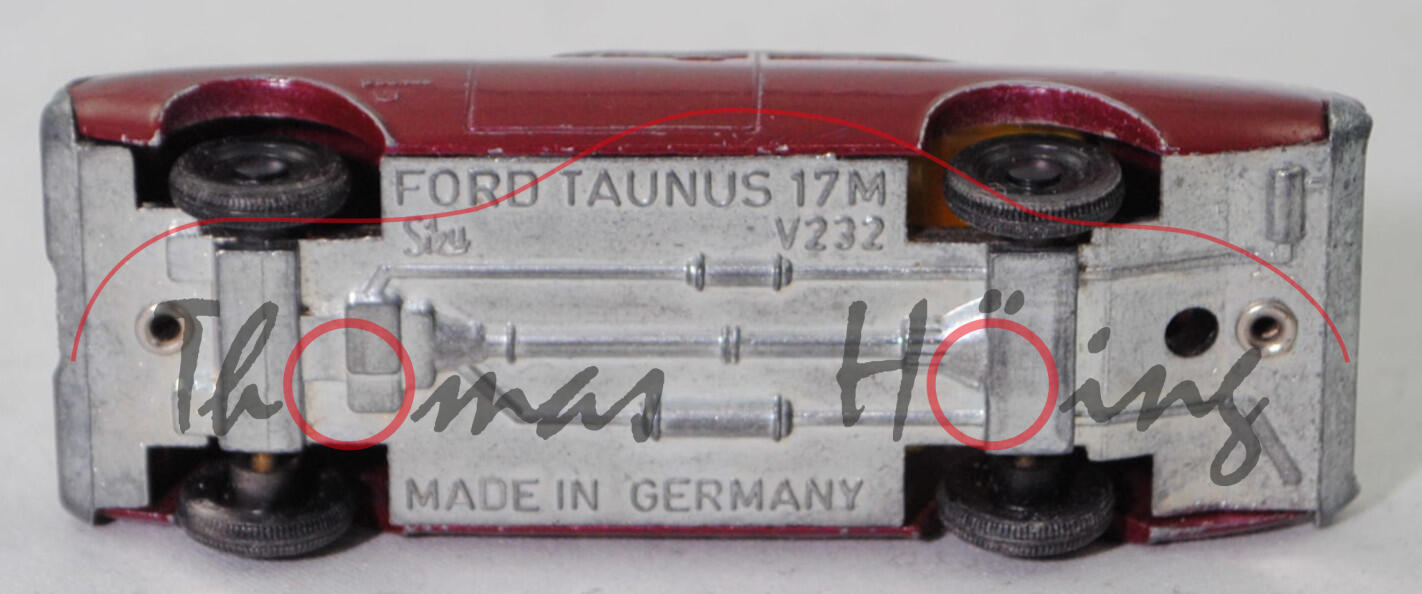 FORD TAUNUS 17M
Siku V232
Thomas Höing
MADE IN GERMANY